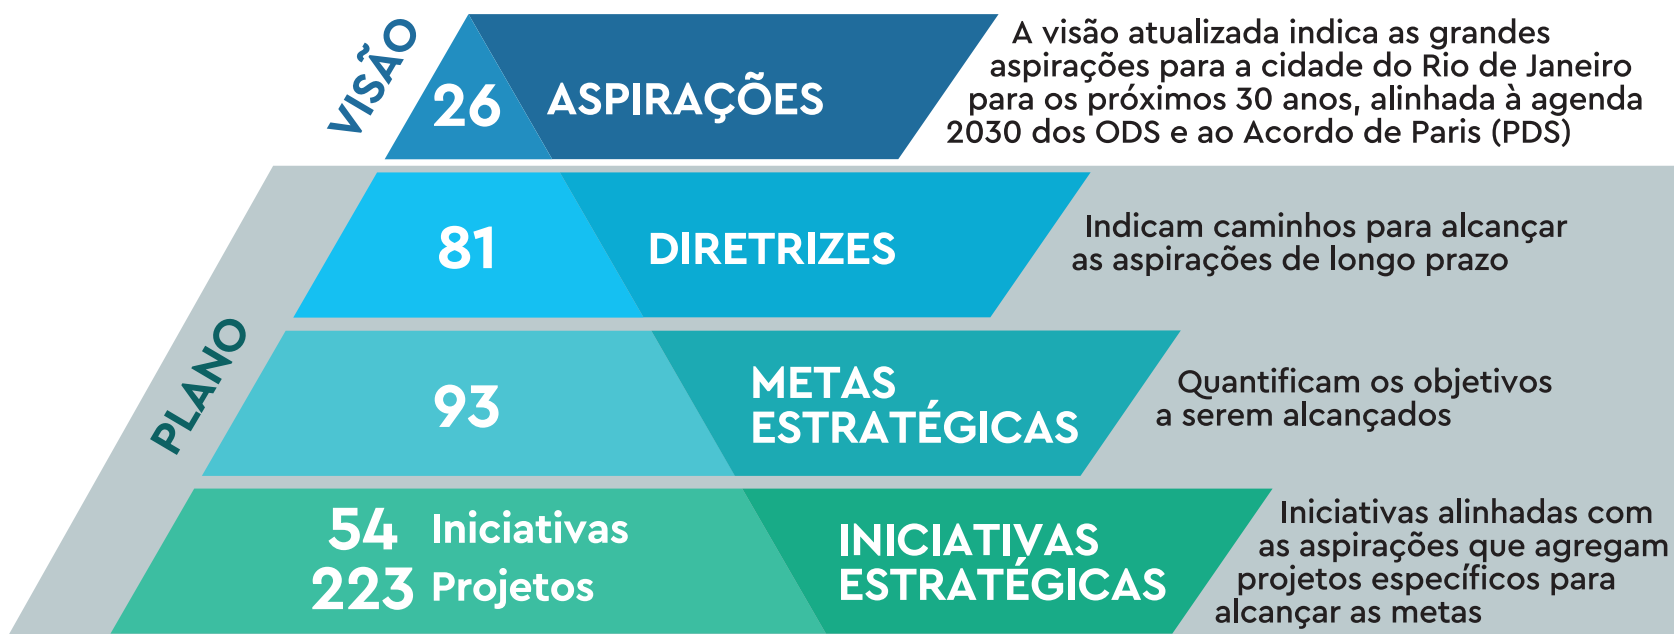 VISÃO
26
ASPIRAÇÕES
A visão atualizada indica as grandes
aspirações para a cidade do Rio de Janeiro
para os próximos 30 anos, alinhada à agenda
2030 dos ODS e ao Acordo de Paris (PDS)
PLANO
81
DIRETRIZES
Indicam caminhos para alcançar
as aspirações de longo prazo
93
METAS
ESTRATÉGICAS
Quantificam os objetivos
a serem alcançados
54 Iniciativas
223 Projetos
INICIATIVAS
ESTRATÉGICAS
Iniciativas alinhadas com
as aspirações que agregam
projetos específicos para
alcançar as metas